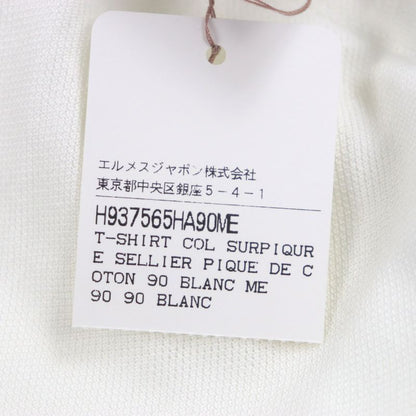 エルメスジャポン株式会社
東京都中央区銀座5-4-1
H937565HA90ME
T-SHIRT COL SURPIQUR
E SELLIER PIQUE DE C
OTON 90 BLANC ME
90 90 BLANC